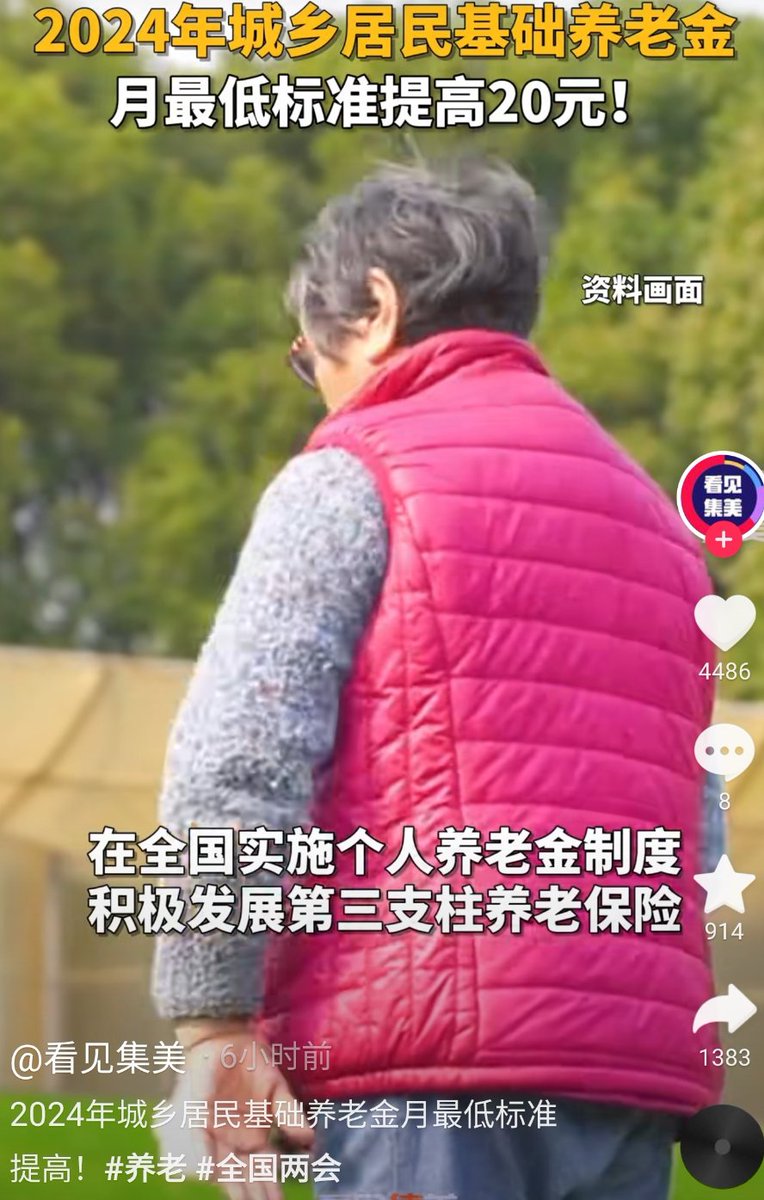 2024年城乡居民基础养老金
月最低标准提高20元！
资料画面
看见
集美
4486
8
在全国实施个人养老金制度
积极发展第三支柱养老保险
914
1383
@看见集美 · 6小时前
2024年城乡居民基础养老金月最低标准
提高！#养老 #全国两会